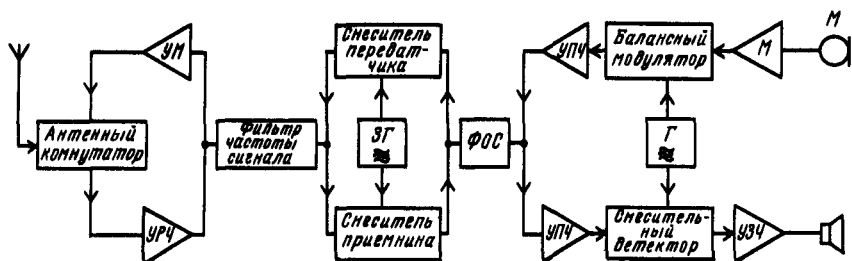 М
УМ
Смеситель
передат-
чика
УПЧ
Балансный
модулятор
М
Антенный
коммутатор
Фильтр
частоты
сигнала
ЗГ
ФОС
Г
УРЧ
Смеситель
приемника
УПЧ
Смеситель-
ный
детектор
УЗЧ